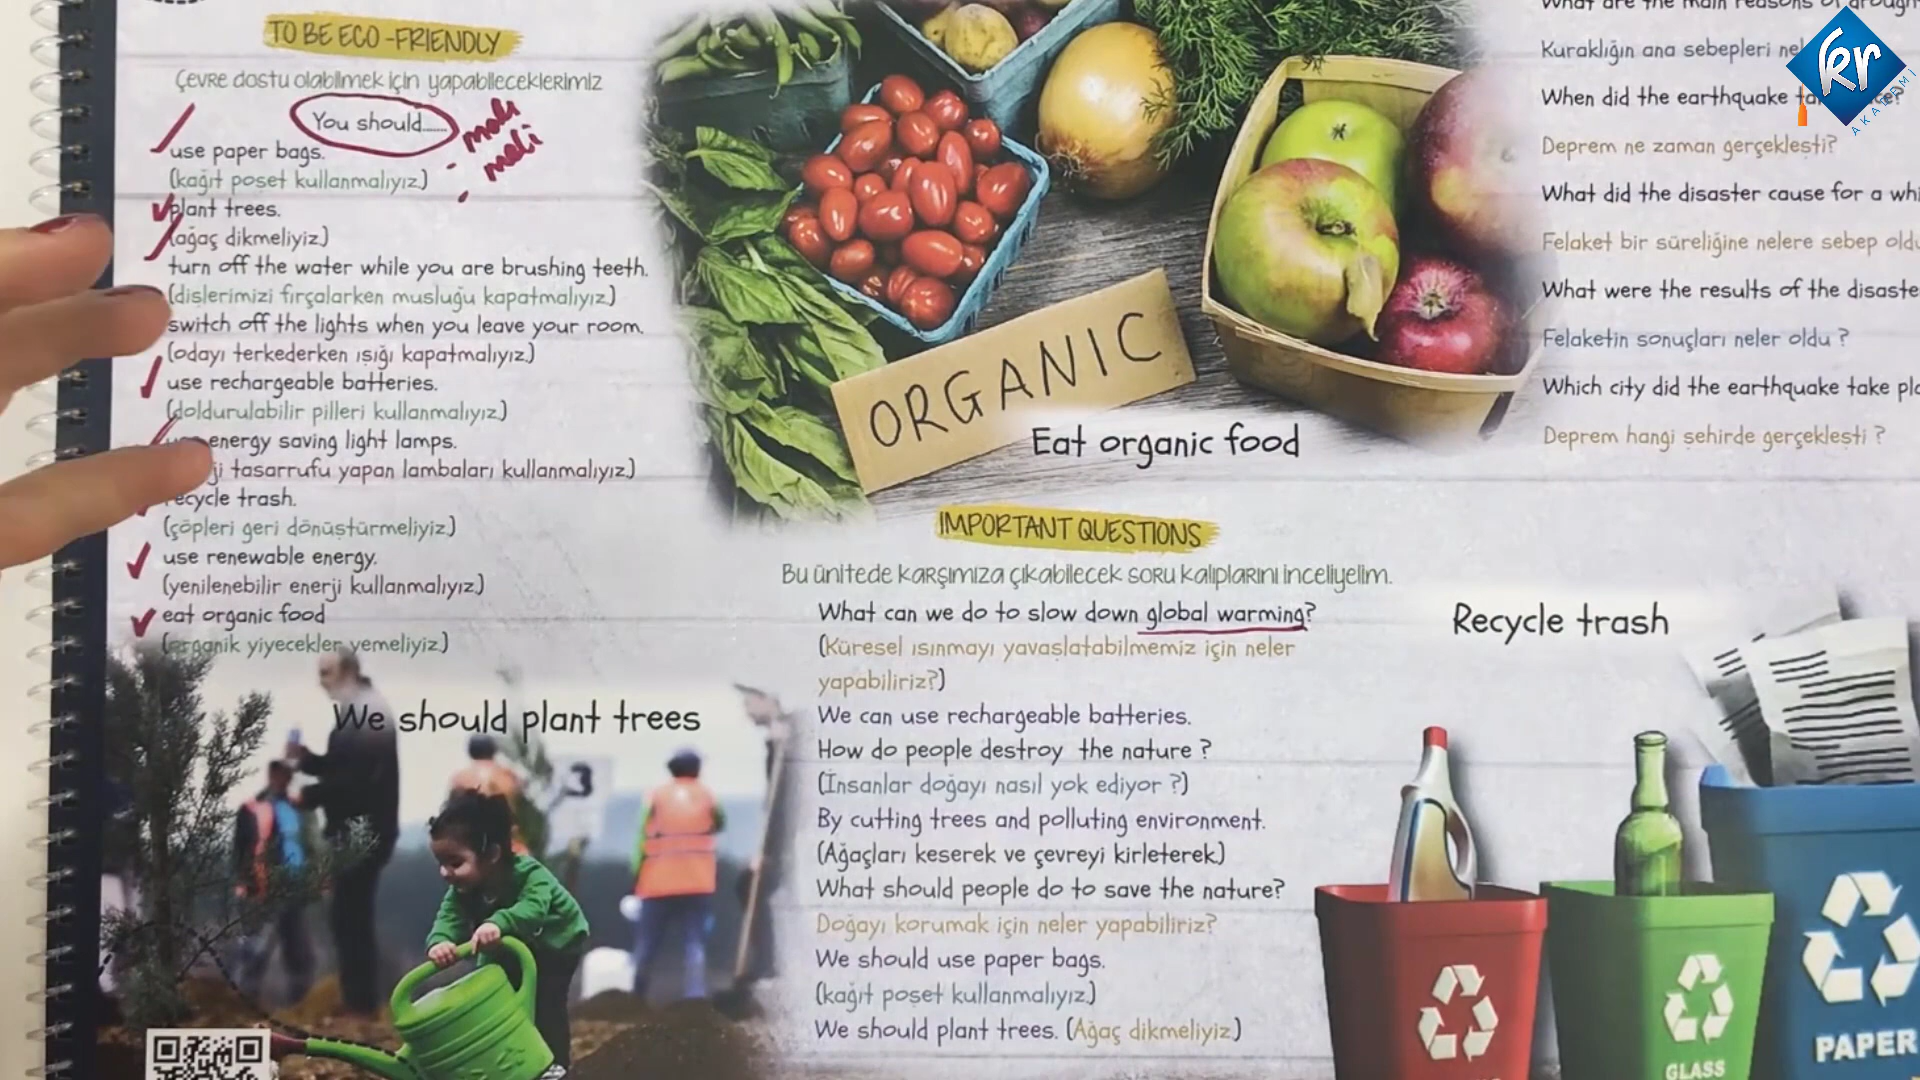 TO BE ECO-FRIENDLY
Çevre dostu olabilmek için yapabileceklerimiz
You should......
malı
meli
use paper bags.
(kağıt poşet kullanmalıyız.)
plant trees.
(ağaç dikmeliyiz.)
turn off the water while you are brushing teeth.
(dişlerimizi fırçalarken musluğu kapatmalıyız.)
switch off the lights when you leave your room.
(odayı terkederken ışığı kapatmalıyız.)
use rechargeable batteries.
(doldurulabilir pilleri kullanmalıyız.)
energy saving light lamps.
tasarrufu yapan lambaları kullanmalıyız.)
recycle trash.
(çöpleri geri dönüştürmeliyiz.)
use renewable energy.
(yenilenebilir enerji kullanmalıyız.)
eat organic food
(organik yiyecekler yemeliyiz.)
We should plant trees
3
ORGANIC
Eat organic food
IMPORTANT QUESTIONS
Bu ünitede karşımıza çıkabilecek soru kalıplarını inceliyelim.
What can we do to slow down global warming?
(Küresel ısınmayı yavaşlatabilmemiz için neler
yapabiliriz?)
We can use rechargeable batteries.
How do people destroy the nature ?
(İnsanlar doğayı nasıl yok ediyor ?)
By cutting trees and polluting environment.
(Ağaçları keserek ve çevreyi kirleterek.)
What should people do to save the nature?
Doğayı korumak için neler yapabiliriz?
We should use paper bags.
(kağıt poşet kullanmalıyız.)
We should plant trees. (Ağaç dikmeliyiz.)
What are the main reasons of
Kuraklığın ana sebepleri
When did the earthquake
Deprem ne zaman gerçekleşti?
What did the disaster cause for a
Felaket bir süreliğine nelere sebep
What were the results of the
Felaketin sonuçları neler oldu ?
Which city did the earthquake take
Deprem hangi şehirde gerçekleşti ?
Recycle trash
GLASS
PAPER
kr
AKADEMİ